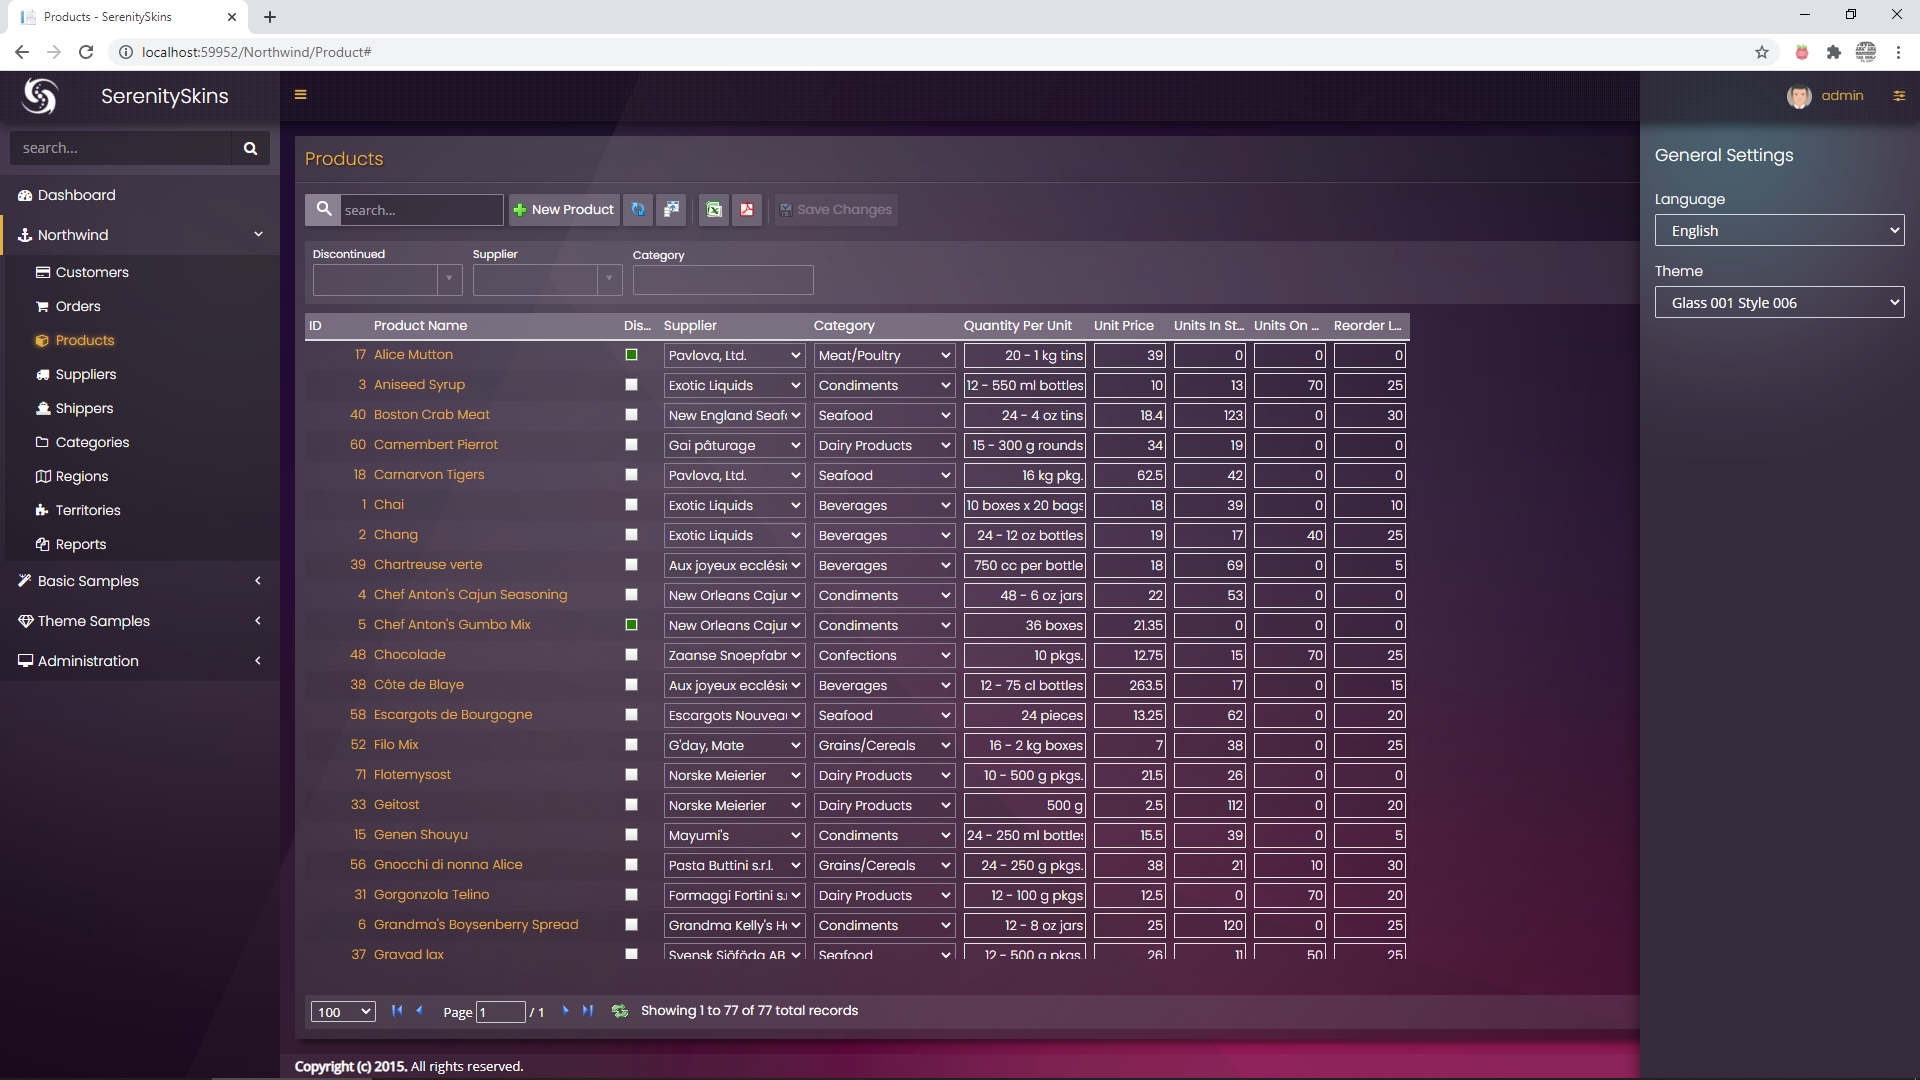 Products - SerenitySkins
localhost:59952/Northwind/Product#
SerenitySkins
admin
search...
Dashboard
Northwind
Customers
Orders
Products
Suppliers
Shippers
Categories
Regions
Territories
Reports
Basic Samples
Theme Samples
Administration
Products
search...
New Product
Save Changes
Discontinued Supplier Category
ID Product Name Dis... Supplier Category Quantity Per Unit Unit Price Units In St... Units On ... Reorder L...
17 Alice Mutton Pavlova, Ltd. Meat/Poultry 20 - 1 kg tins 39 0 0 0
3 Aniseed Syrup Exotic Liquids Condiments 12 - 550 ml bottles 10 13 70 25
40 Boston Crab Meat New England Seaf Seafood 24 - 4 oz tins 18.4 123 0 30
60 Camembert Pierrot Gai pâturage Dairy Products 15 - 300 g rounds 34 19 0 0
18 Carnarvon Tigers Pavlova, Ltd. Seafood 16 kg pkg. 62.5 42 0 0
1 Chai Exotic Liquids Beverages 10 boxes x 20 bags 18 39 0 10
2 Chang Exotic Liquids Beverages 24 - 12 oz bottles 19 17 40 25
39 Chartreuse verte Aux joyeux ecclési Beverages 750 cc per bottle 18 69 0 5
4 Chef Anton's Cajun Seasoning New Orleans Cajur Condiments 48 - 6 oz jars 22 53 0 0
5 Chef Anton's Gumbo Mix New Orleans Cajur Condiments 36 boxes 21.35 0 0 0
48 Chocolade Zaanse Snoepfabr Confections 10 pkgs. 12.75 15 70 25
38 Côte de Blaye Aux joyeux ecclési Beverages 12 - 75 cl bottles 263.5 17 0 15
58 Escargots de Bourgogne Escargots Nouveau Seafood 24 pieces 13.25 62 0 20
52 Filo Mix G'day, Mate Grains/Cereals 16 - 2 kg boxes 7 38 0 25
71 Flotemysost Norske Meierier Dairy Products 10 - 500 g pkgs. 21.5 26 0 0
33 Geitost Norske Meierier Dairy Products 500 g 2.5 112 0 20
15 Genen Shouyu Mayumi's Condiments 24 - 250 ml bottles 15.5 39 0 5
56 Gnocchi di nonna Alice Pasta Buttini s.r.l. Grains/Cereals 24 - 250 g pkgs. 38 21 10 30
31 Gorgonzola Telino Formaggi Fortini s. Dairy Products 12 - 100 g pkgs 12.5 0 70 20
6 Grandma's Boysenberry Spread Grandma Kelly's H Condiments 12 - 8 oz jars 25 120 0 25
37 Gravad lax Svensk Sjöföda AB Seafood 12 - 500 g pkgs. 26 11 50 25
100 Page 1 / 1 Showing 1 to 77 of 77 total records
Copyright (c) 2015. All rights reserved.
General Settings
Language
English
Theme
Glass 001 Style 006